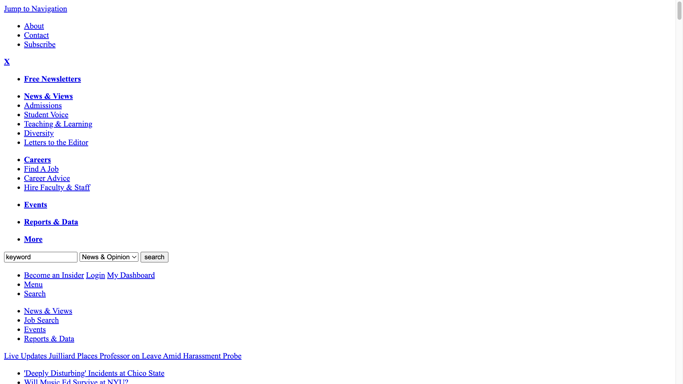 Jump to Navigation
About
Contact
Subscribe
X
Free Newsletters
News & Views
Admissions
Student Voice
Teaching & Learning
Diversity
Letters to the Editor
Careers
Find A Job
Career Advice
Hire Faculty & Staff
Events
Reports & Data
More
keyword News & Opinion search
Become an Insider Login My Dashboard
Menu
Search
News & Views
Job Search
Events
Reports & Data
Live Updates Juilliard Places Professor on Leave Amid Harassment Probe
'Deeply Disturbing' Incidents at Chico State
Will Music Ed Survive at NYU?